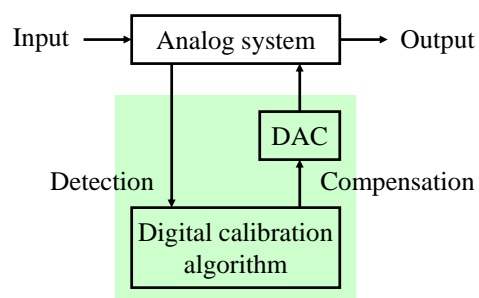 Input
Analog system
Output
DAC
Detection
Compensation
Digital calibration
algorithm